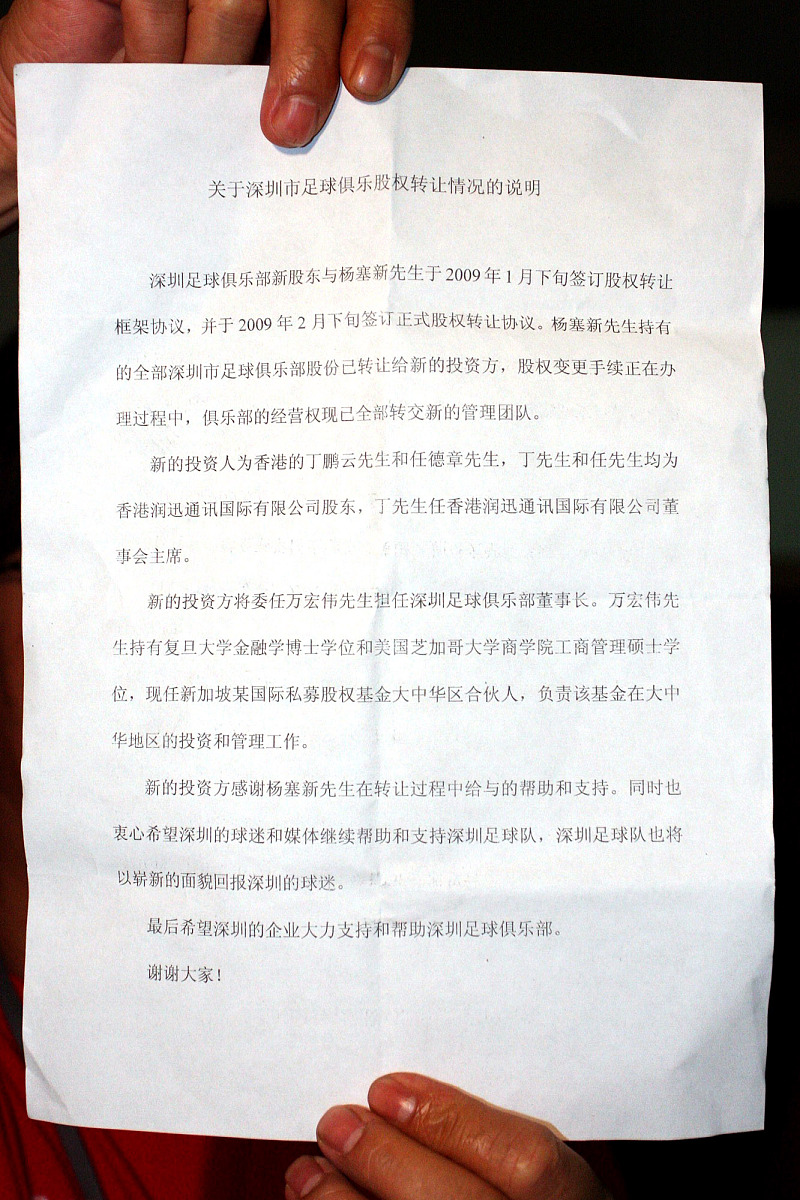 关于深圳市足球俱乐股权转让情况的说明
深圳足球俱乐部新股东与杨塞新先生于 2009 年 1 月下旬签订股权转让
框架协议，并于 2009 年 2 月下旬签订正式股权转让协议。杨塞新先生持有
的全部深圳市足球俱乐部股份已转让给新的投资方，股权变更手续正在办
理过程中，俱乐部的经营权现已全部转交新的管理团队。
新的投资人为香港的丁鹏云先生和任德章先生，丁先生和任先生均为
香港润迅通讯国际有限公司股东，丁先生任香港润迅通讯国际有限公司董
事会主席。
新的投资方将委任万宏伟先生担任深圳足球俱乐部董事长。万宏伟先
生持有复旦大学金融学博士学位和美国芝加哥大学商学院工商管理硕士学
位，现任新加坡某国际私募股权基金大中华区合伙人，负责该基金在大中
华地区的投资和管理工作。
新的投资方感谢杨塞新先生在转让过程中给与的帮助和支持。同时也
衷心希望深圳的球迷和媒体继续帮助和支持深圳足球队，深圳足球队也将
以崭新的面貌回报深圳的球迷。
最后希望深圳的企业大力支持和帮助深圳足球俱乐部。
谢谢大家！